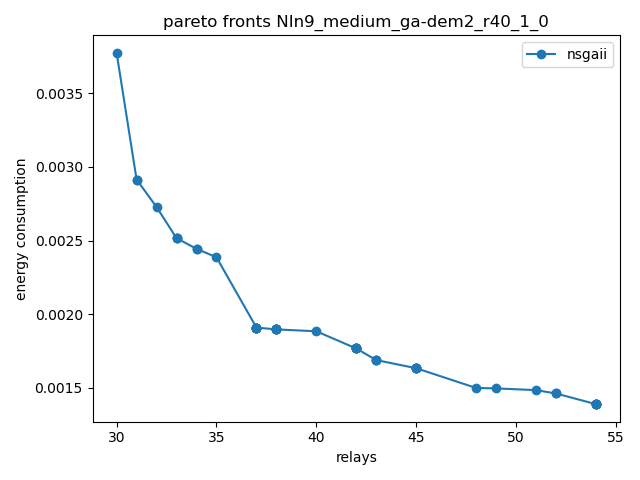 pareto fronts NIn9_medium_ga-dem2_r40_1_0
nsgaii
0.0035
0.0030
0.0025
0.0020
0.0015
energy consumption
30 35 40 45 50 55
relays